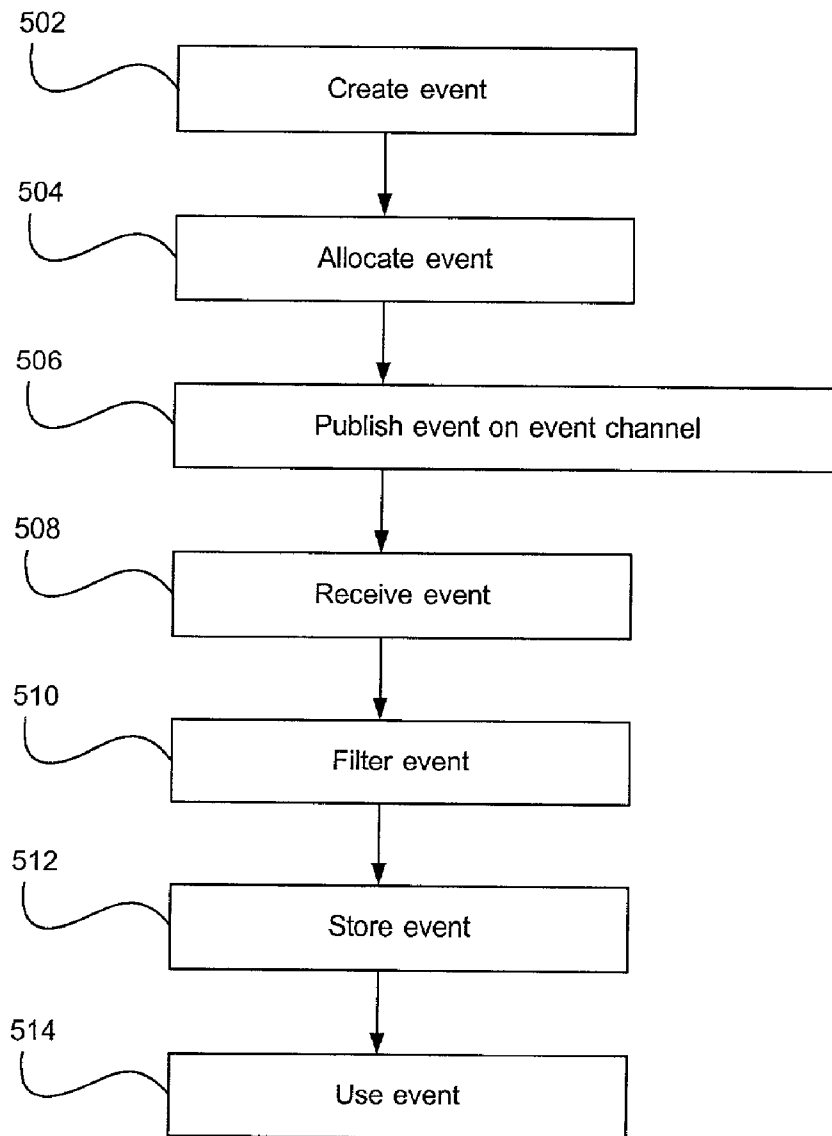 502
Create event
504
Allocate event
506
Publish event on event channel
508
Receive event
510
Filter event
512
Store event
514
Use event